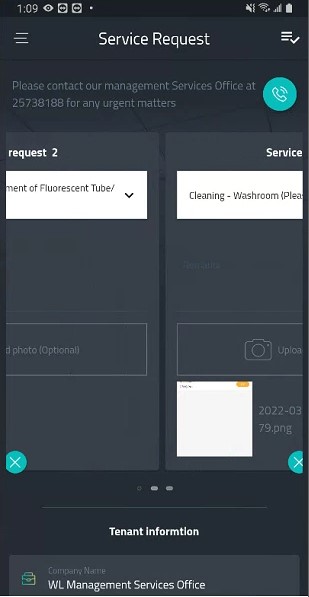 1:09
Service Request
Please contact our management Services Office at
25738188 for any urgent matters
request 2
Service
ment of Fluorescent Tube/
Cleaning - Washroom (Pleas
Remarks
d photo (Optional)
Uploa
2022-03
79.png
Tenant informtion
Company Name
WL Management Services Office